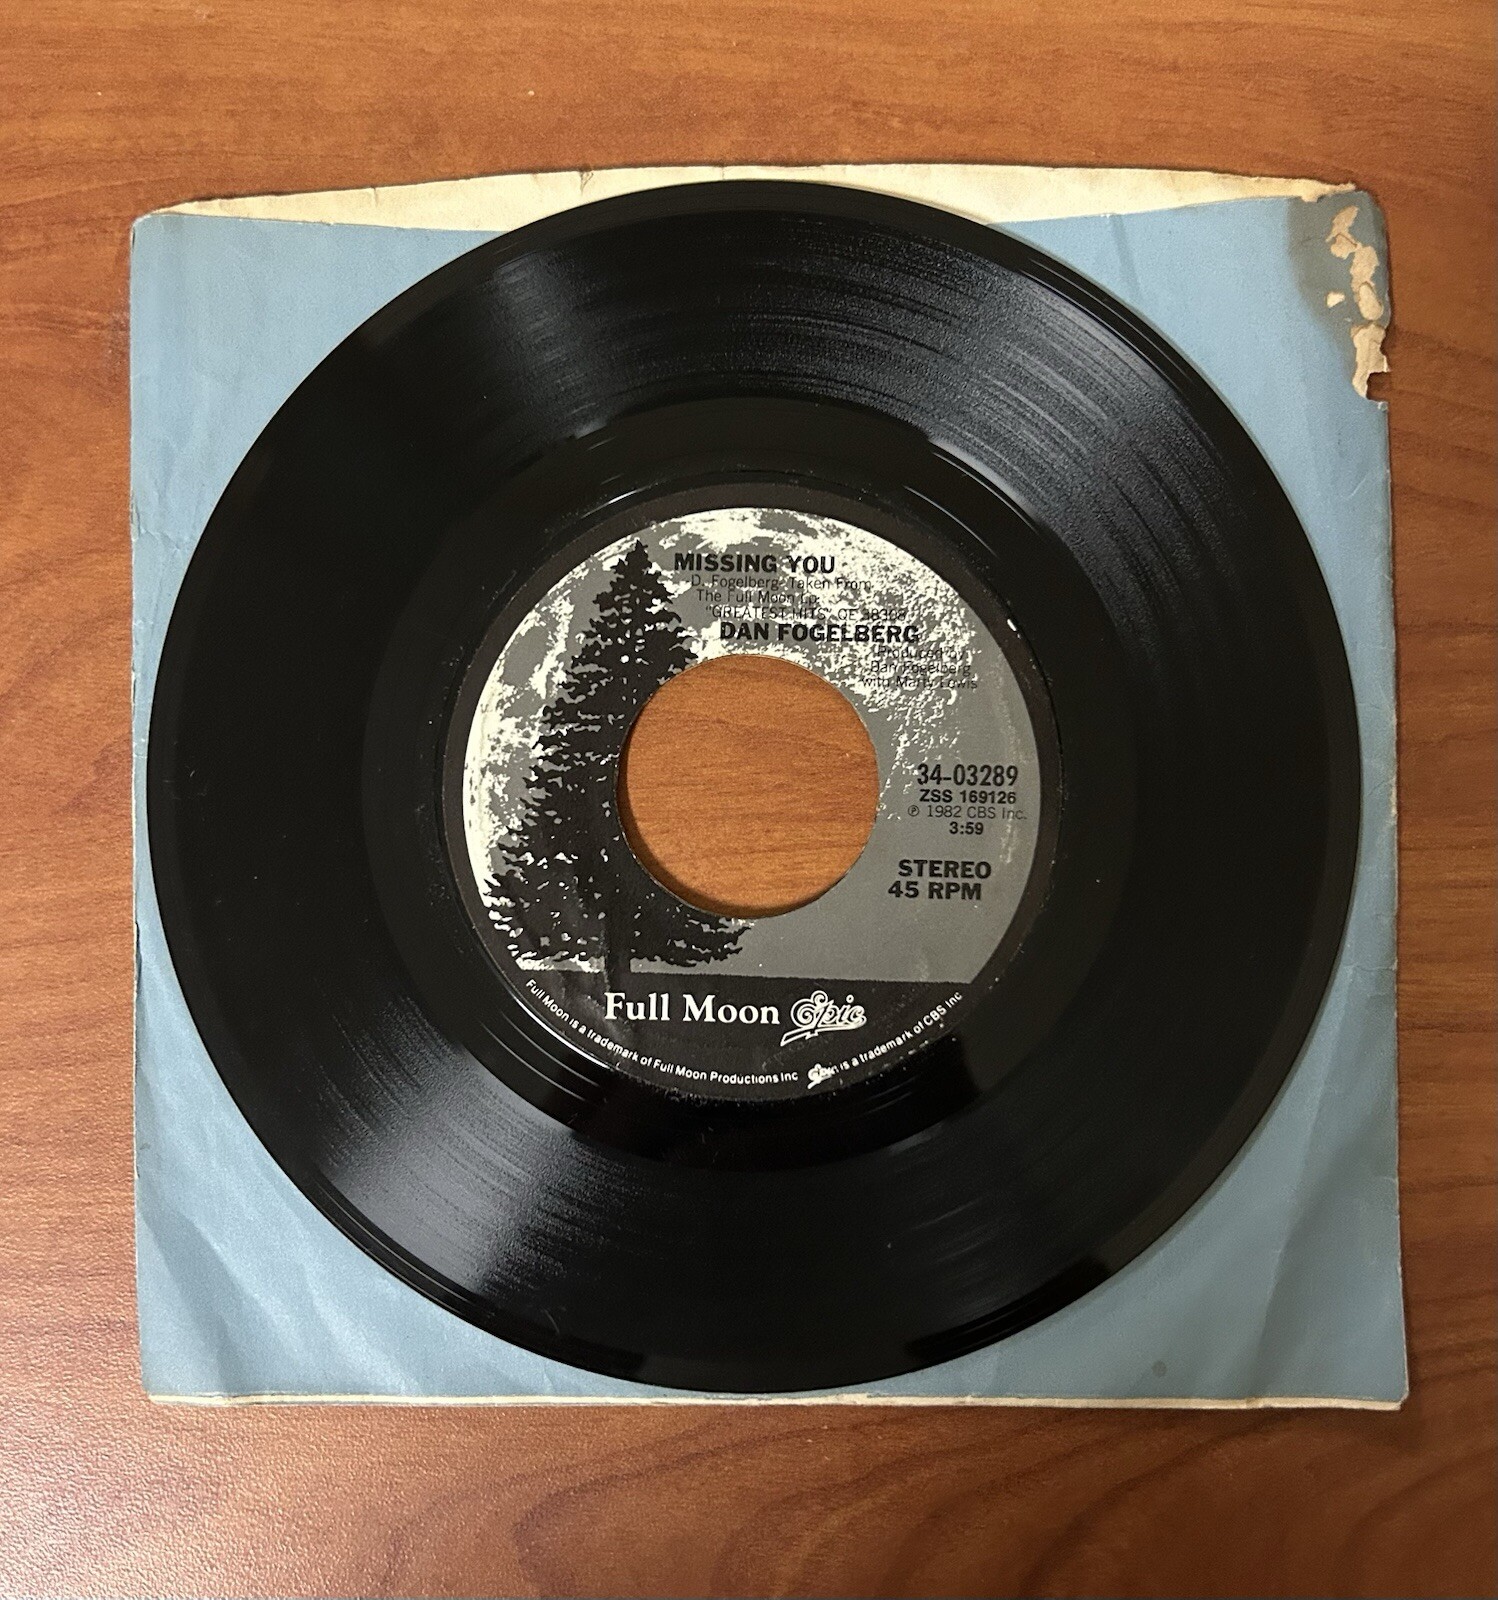 MISSING YOU
D. Fogelberg Taken From
The Full Moon Lp:
"GREATEST HITS" QE 38308
DAN FOGELBERG
Produced by
Dan Fogelberg
with Marty Lewis
34-03289
ZSS 169126
℗ 1982 CBS Inc.
3:59
STEREO
45 RPM
Full Moon Epic
Full Moon is a trademark of Full Moon Productions Inc Epic is a trademark of CBS Inc